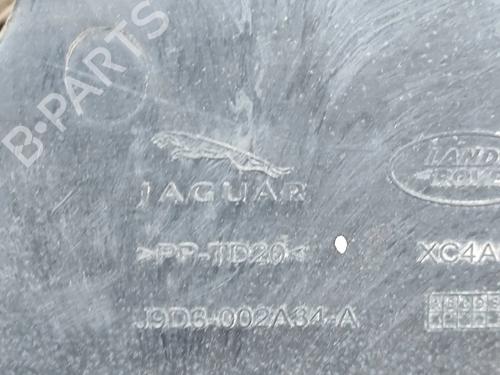 B-PARTS
JAGUAR
LAND
ROVER
>PP-TD20<
XC4A
J9D3-002A34-A